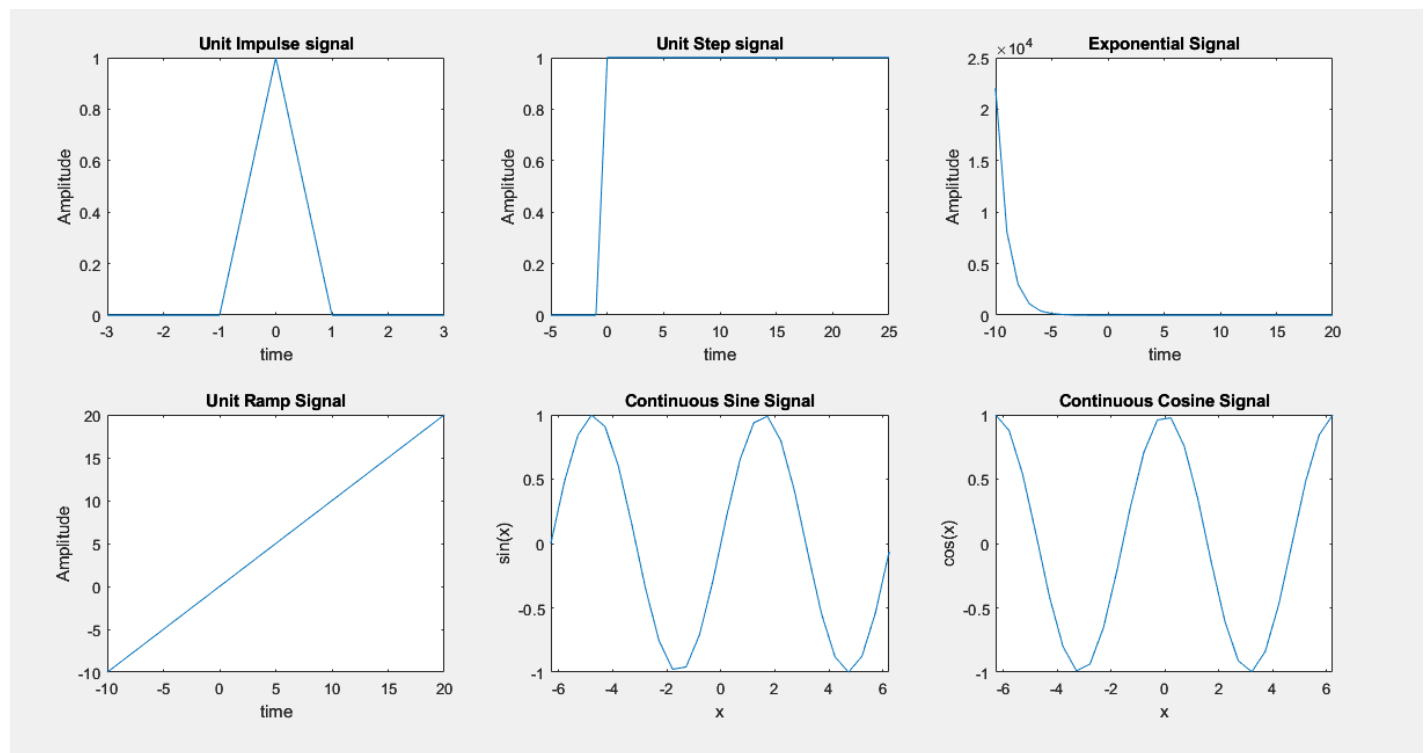 Unit Impulse signal
Amplitude
1
0.8
0.6
0.4
0.2
0
-3 -2 -1 0 1 2 3
time
Unit Step signal
Amplitude
1
0.8
0.6
0.4
0.2
0
-5 0 5 10 15 20 25
time
Exponential Signal
×10^4
Amplitude
2.5
2
1.5
1
0.5
0
-10 -5 0 5 10 15 20
time
Unit Ramp Signal
Amplitude
20
15
10
5
0
-5
-10
-10 -5 0 5 10 15 20
time
Continuous Sine Signal
sin(x)
1
0.5
0
-0.5
-1
-6 -4 -2 0 2 4 6
x
Continuous Cosine Signal
cos(x)
1
0.5
0
-0.5
-1
-6 -4 -2 0 2 4 6
x